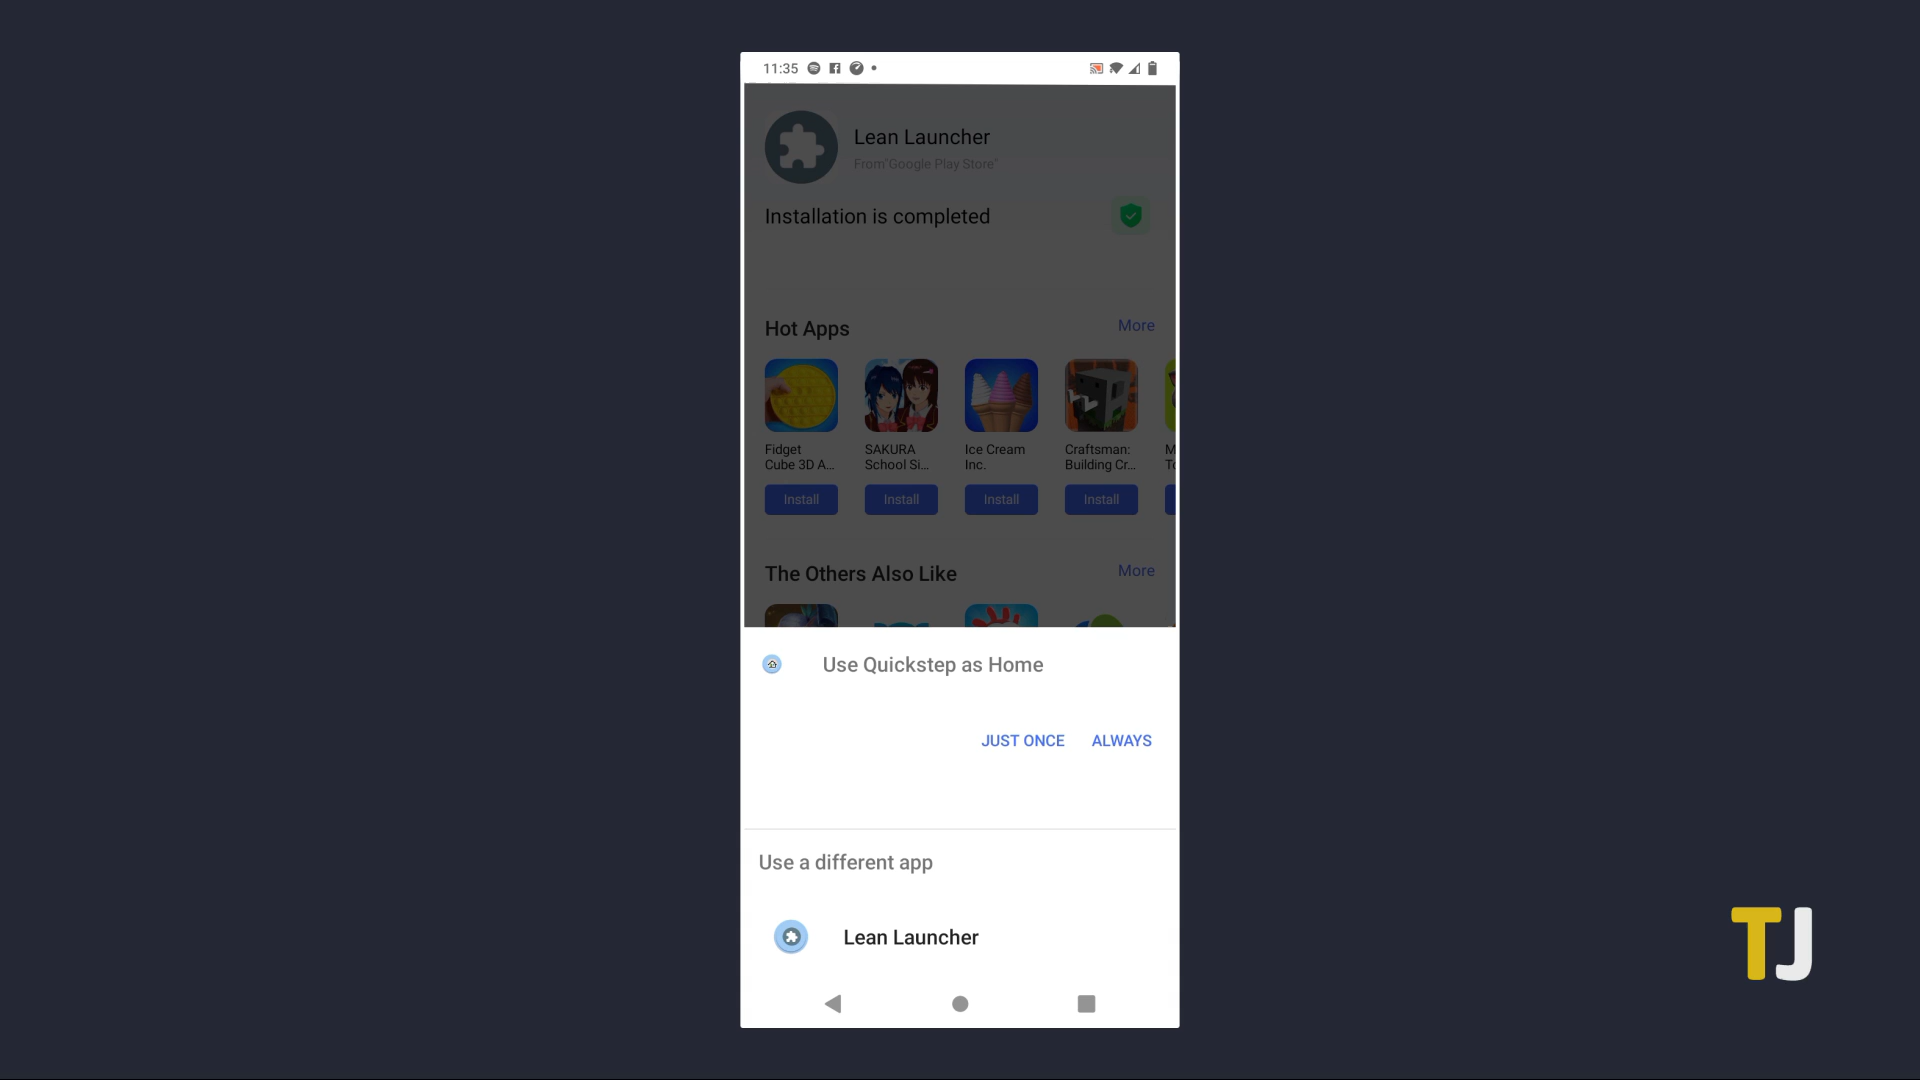 11:35
Lean Launcher
From"Google Play Store"
Installation is completed
Hot Apps
More
Fidget
Cube 3D A...
SAKURA
School Si...
Ice Cream
Inc.
Craftsman:
Building Cr...
M
To
Install
Install
Install
Install
The Others Also Like
More
Use Quickstep as Home
JUST ONCE
ALWAYS
Use a different app
Lean Launcher
TJ